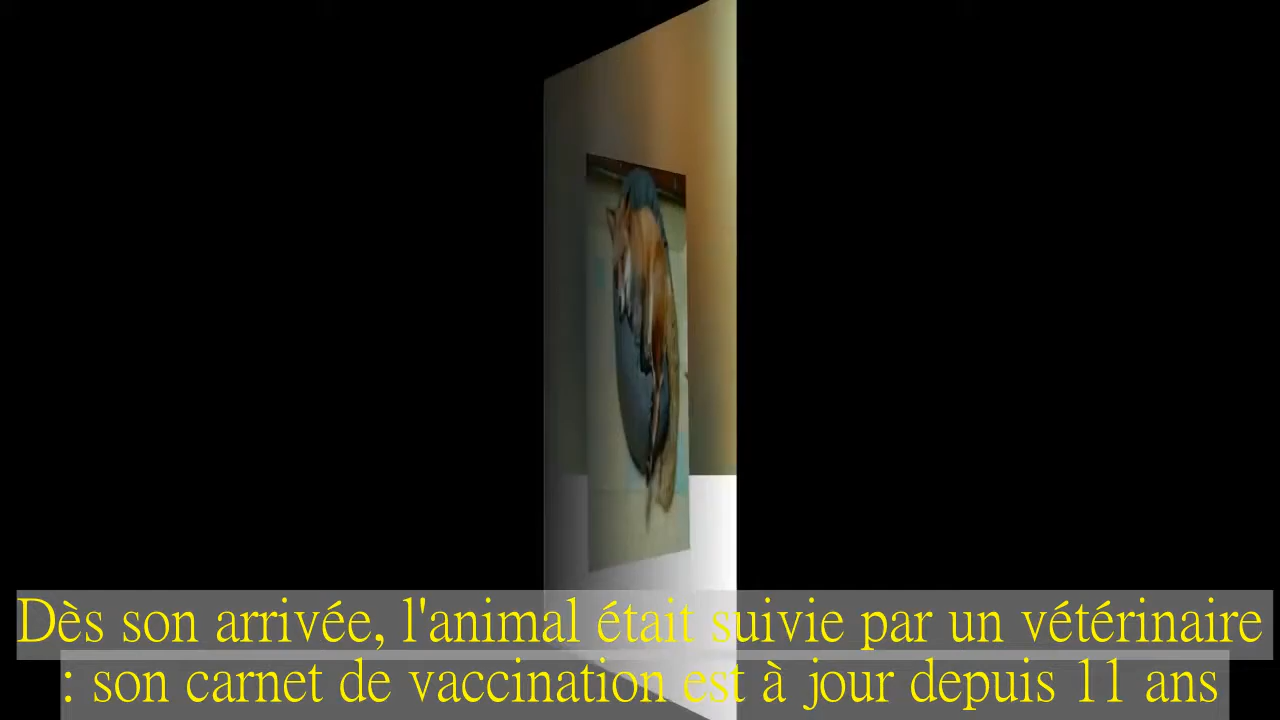 Dès son arrivée, l'animal était suivie par un vétérinaire
: son carnet de vaccination est à jour depuis 11 ans